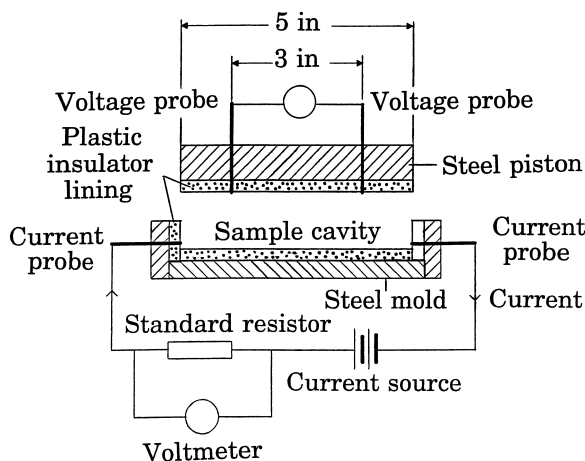 5 in
3 in
Voltage probe
Voltage probe
Plastic
insulator
lining
Steel piston
Current
probe
Sample cavity
Current
probe
Steel mold
Current
Standard resistor
Current source
Voltmeter